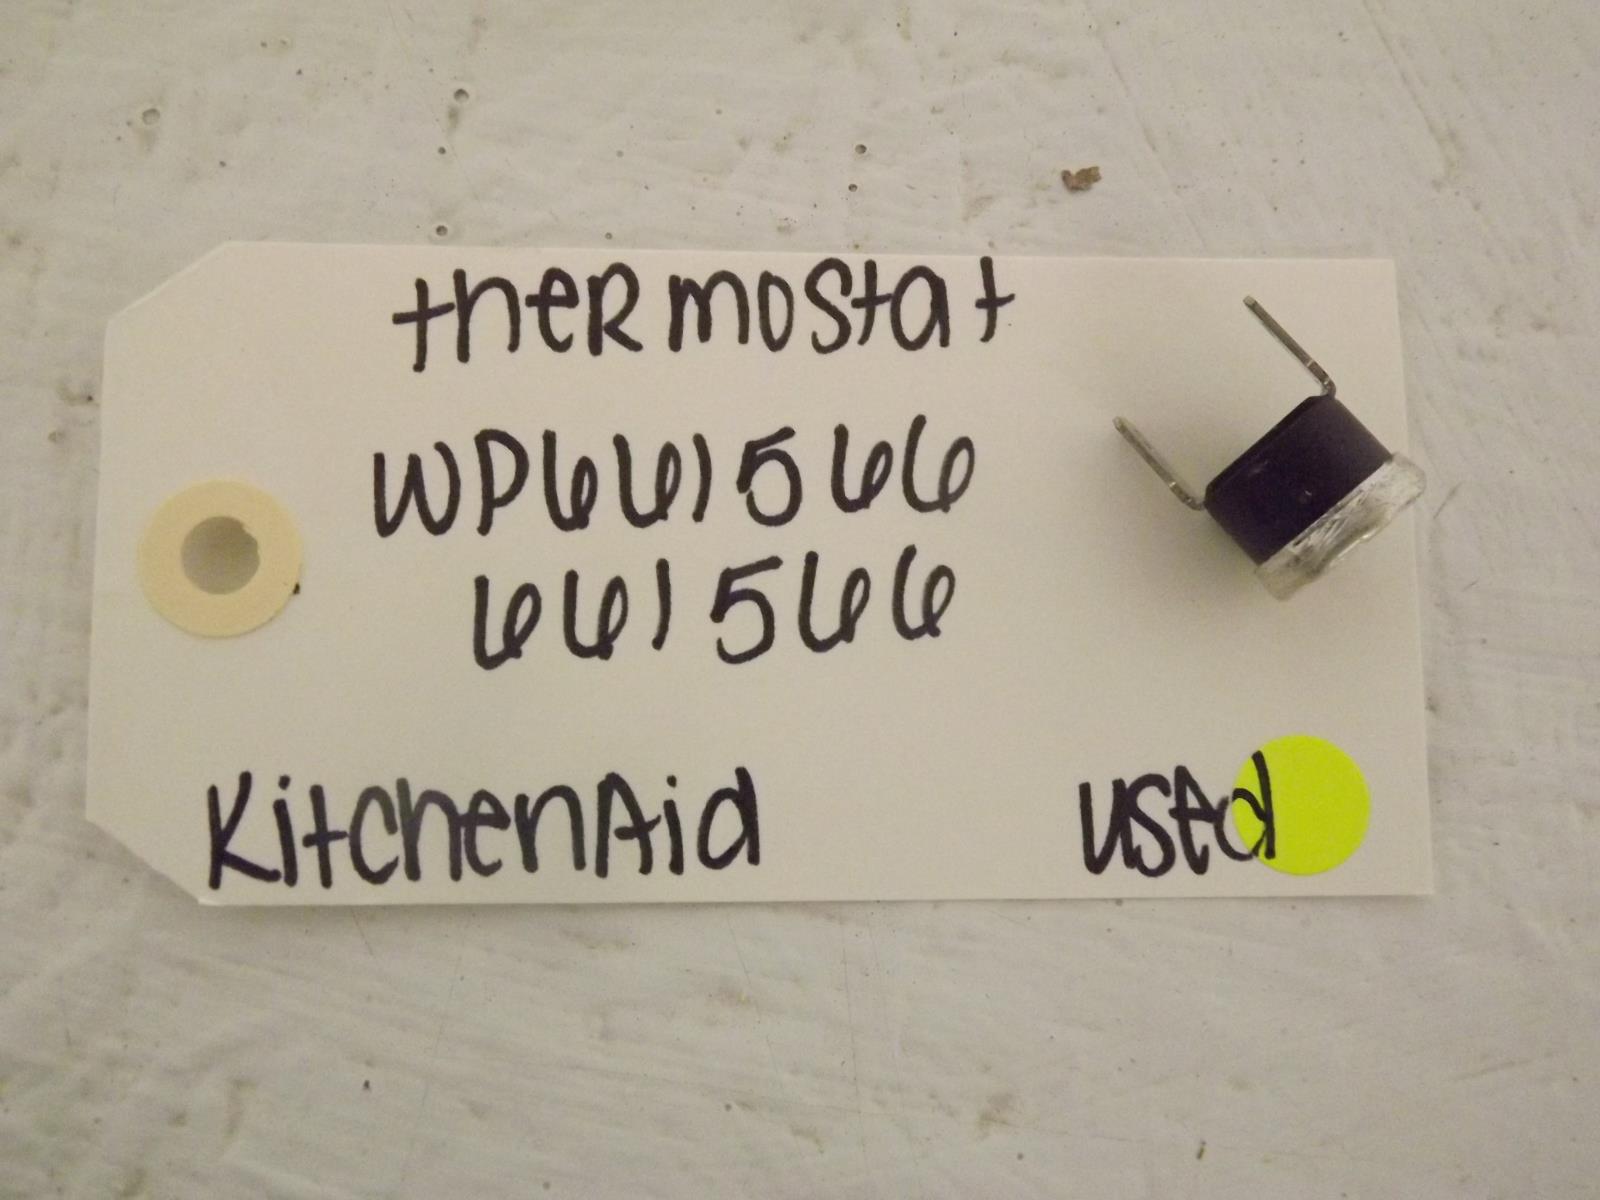 thermostat
WP661566
661566
KitchenAid
used